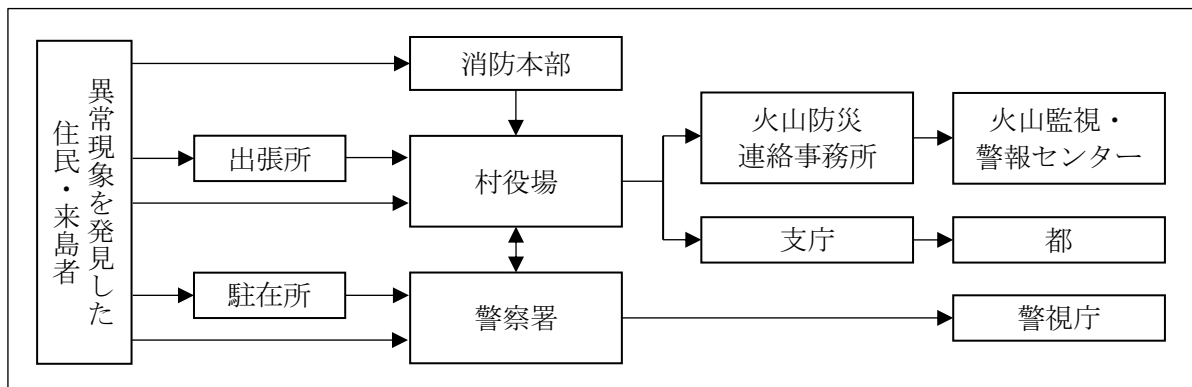 異常現象を発見した
住民・来島者
消防本部
出張所
村役場
駐在所
警察署
火山防災
連絡事務所
火山監視・
警報センター
支庁
都
警視庁